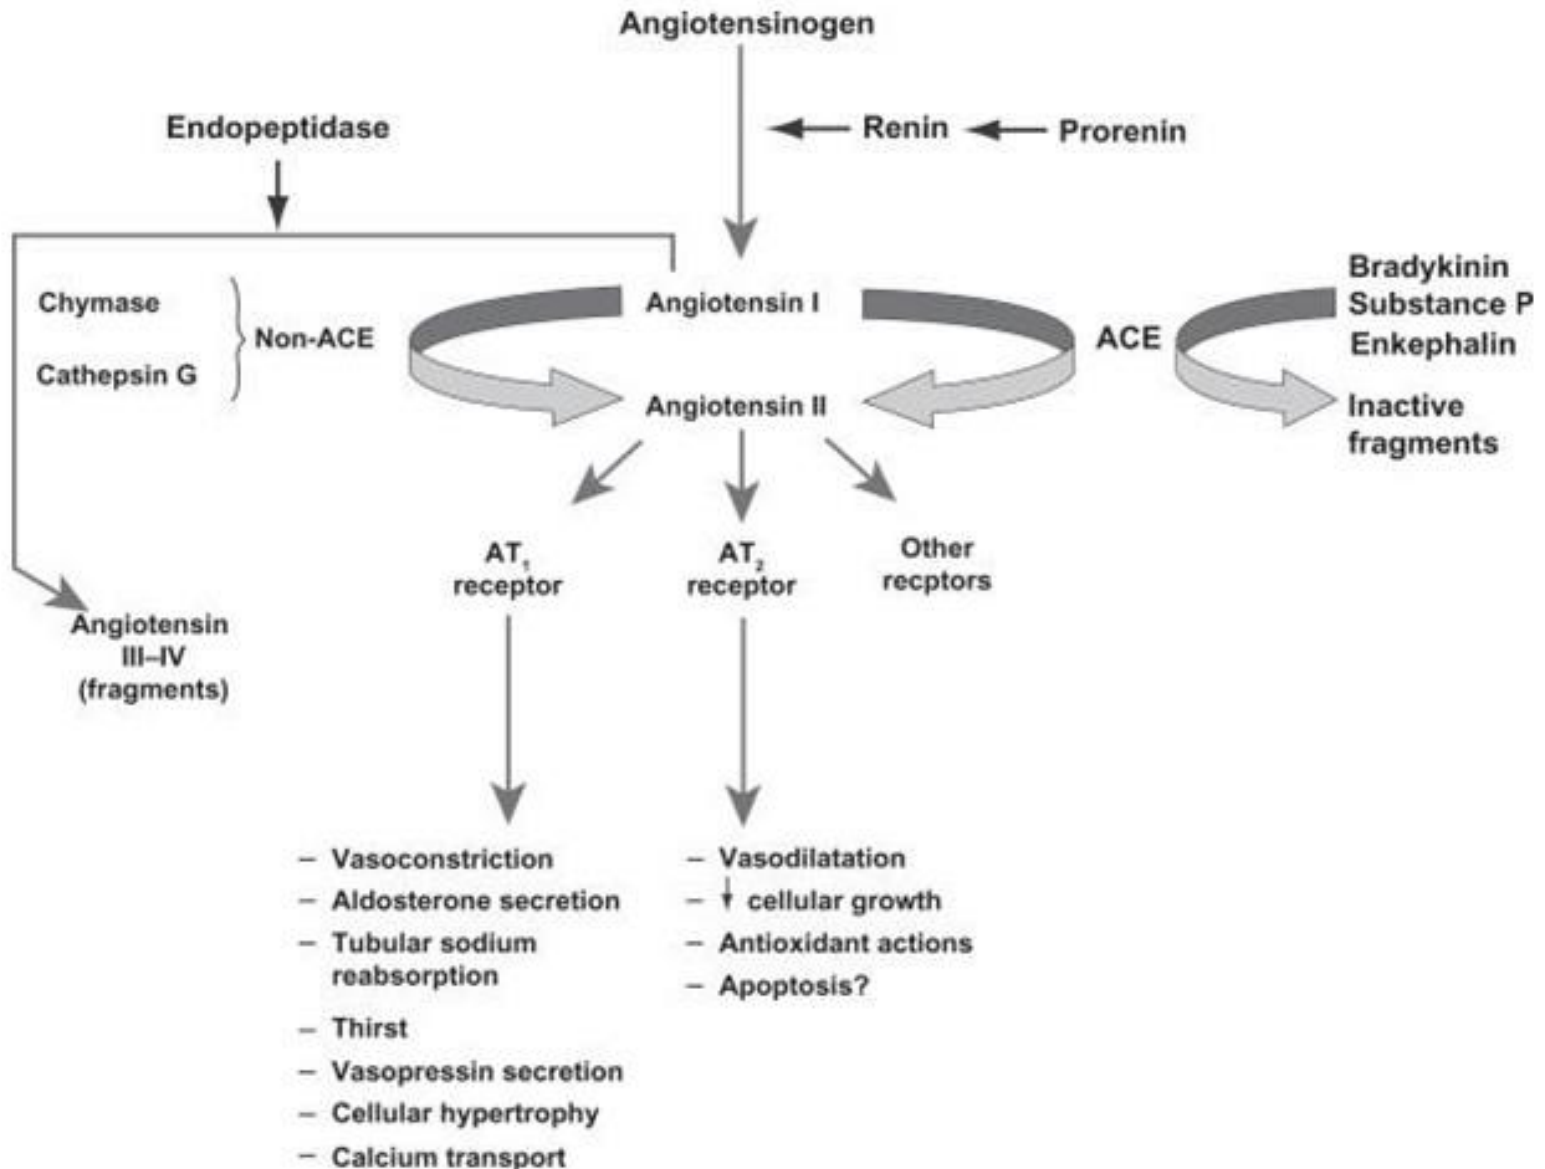 Angiotensinogen
Endopeptidase
Renin
Prorenin
Chymase
Cathepsin G
Non-ACE
Angiotensin I
ACE
Bradykinin
Substance P
Enkephalin
Angiotensin II
Inactive
fragments
AT₁
receptor
AT₂
receptor
Other
recptors
Angiotensin
III–IV
(fragments)
– Vasoconstriction
– Aldosterone secretion
– Tubular sodium
reabsorption
– Thirst
– Vasopressin secretion
– Cellular hypertrophy
– Calcium transport
– Vasodilatation
– ↓ cellular growth
– Antioxidant actions
– Apoptosis?